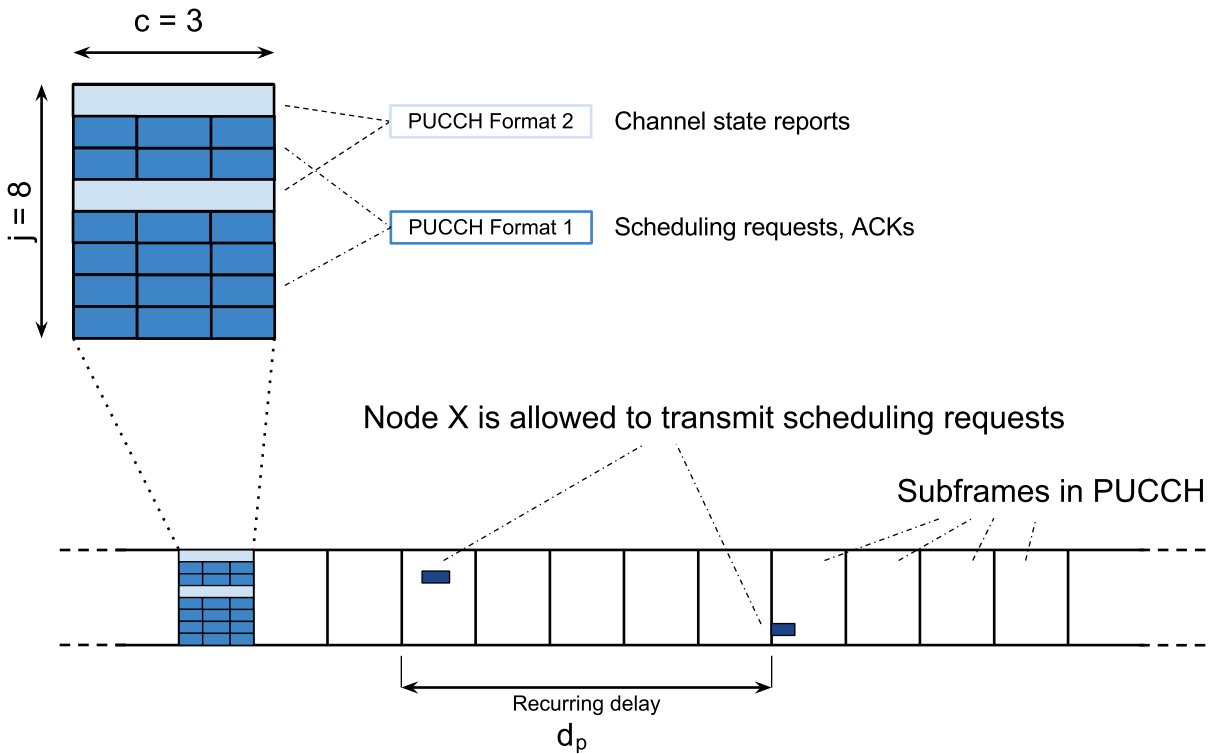 c = 3
j = 8
PUCCH Format 2
Channel state reports
PUCCH Format 1
Scheduling requests, ACKs
Node X is allowed to transmit scheduling requests
Subframes in PUCCH
Recurring delay
dp